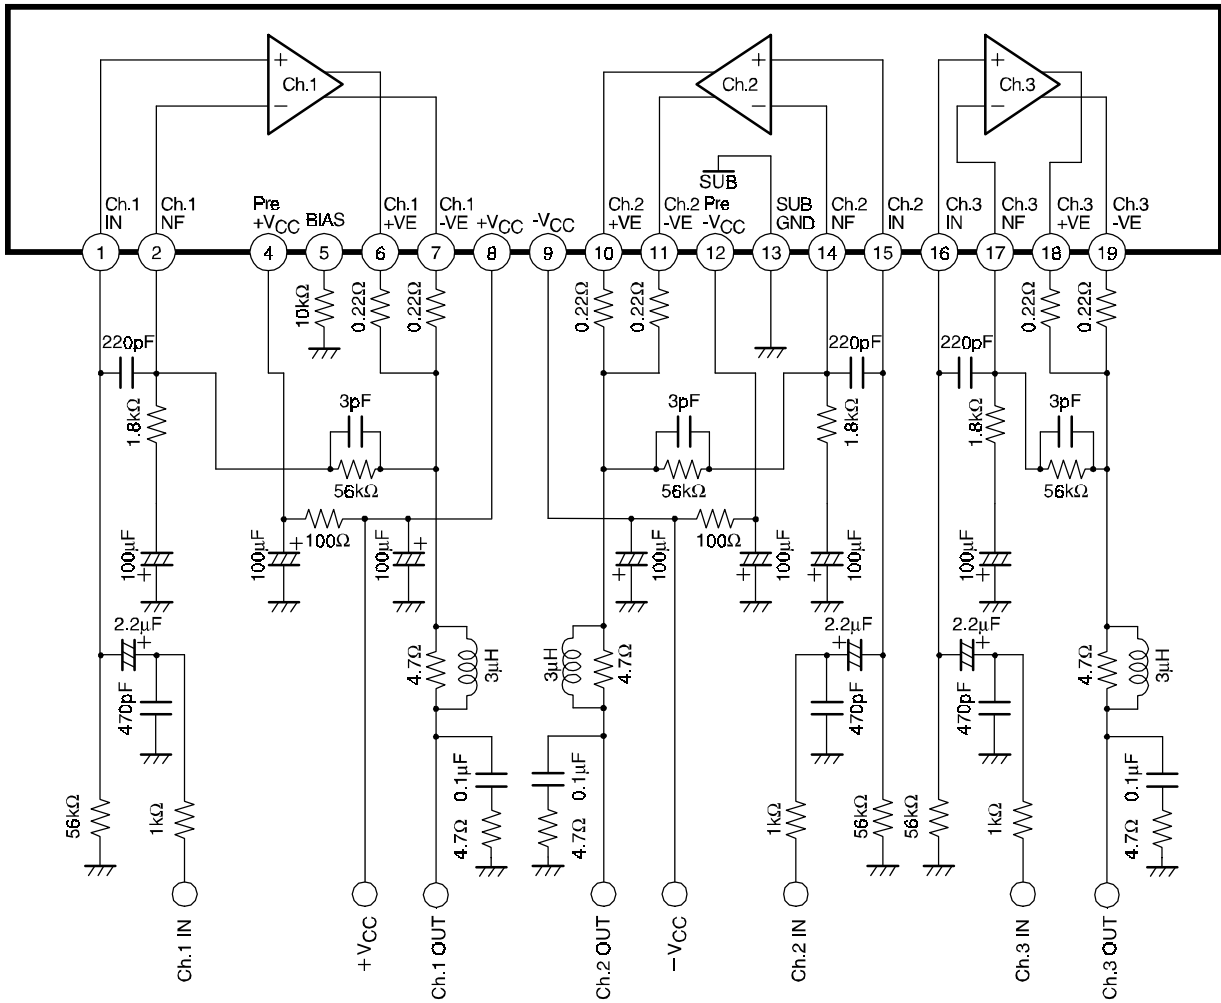 +
Ch.1
−
Ch.2
+
−
+
Ch.3
−
SUB
Ch.1
IN
Ch.1
NF
Pre
+VCC
BIAS
Ch.1
+VE
Ch.1
-VE
+VCC
-VCC
Ch.2
+VE
Ch.2
-VE
Pre
-VCC
SUB
GND
Ch.2
NF
Ch.2
IN
Ch.3
IN
Ch.3
NF
Ch.3
+VE
Ch.3
-VE
1
2
4
5
6
7
8
9
10
11
12
13
14
15
16
17
18
19
10kΩ
0.22Ω
0.22Ω
0.22Ω
0.22Ω
0.22Ω
0.22Ω
220pF
220pF
220pF
1.8kΩ
3pF
56kΩ
3pF
56kΩ
1.8kΩ
1.8kΩ
3pF
56kΩ
100Ω
100Ω
100µF
+
100µF
+
100µF
+
+
100µF
+
100µF
+
100µF
+
100µF
2.2µF
+
2.2µF
+
2.2µF
+
4.7Ω
3µH
3µH
4.7Ω
4.7Ω
3µH
470pF
470pF
470pF
0.1µF
0.1µF
0.1µF
56kΩ
1kΩ
4.7Ω
4.7Ω
1kΩ
56kΩ
56kΩ
1kΩ
4.7Ω
Ch.1 IN
+VCC
Ch.1 OUT
Ch.2 OUT
−VCC
Ch.2 IN
Ch.3 IN
Ch.3 OUT